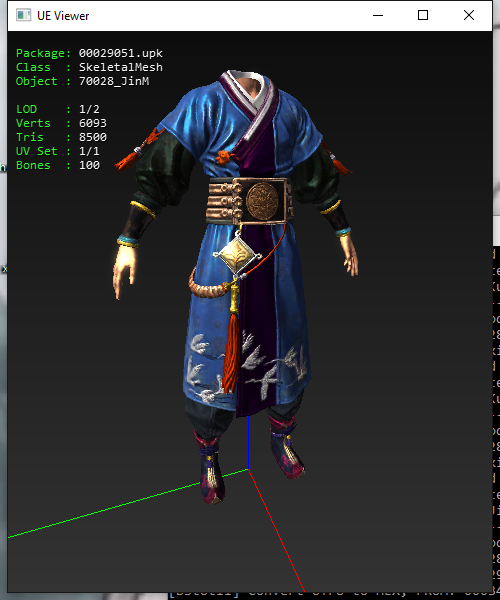 UE Viewer
Package: 00029051.upk
Class : SkeletalMesh
Object : 70028_JinM
LOD : 1/2
Verts : 6093
Tris : 8500
UV Set : 1/1
Bones : 100